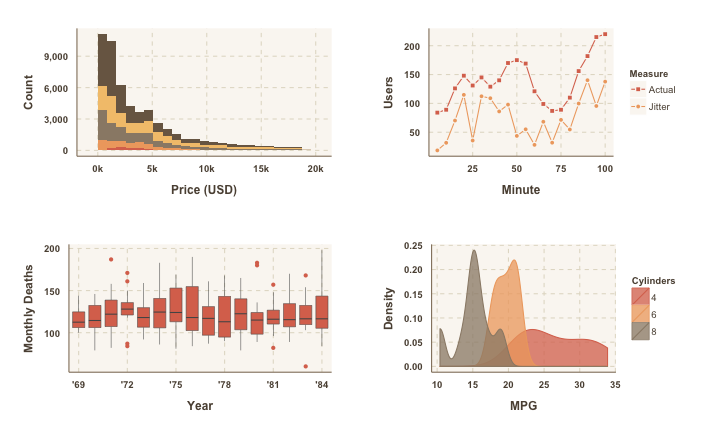 Count
9,000
6,000
3,000
0
0k 5k 10k 15k 20k
Price (USD)
Users
200
150
100
50
25 50 75 100
Minute
Measure
Actual
Jitter
Monthly Deaths
200
150
100
'69 '72 '75 '78 '81 '84
Year
Density
0.25
0.20
0.15
0.10
0.05
0.00
10 15 20 25 30 35
MPG
Cylinders
4
6
8